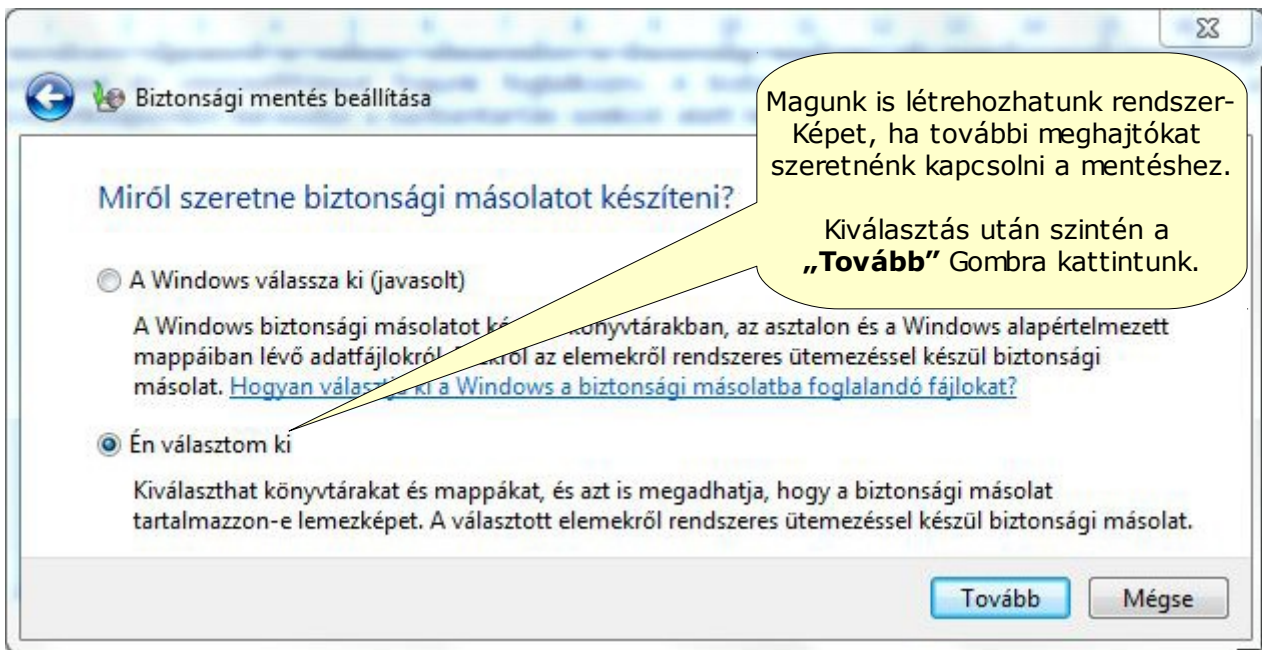 Biztonsági mentés beállítása
Magunk is létrehozhatunk rendszer-
Képet, ha további meghajtókat
szeretnénk kapcsolni a mentéshez.
Kiválasztás után szintén a
„Tovább” Gombra kattintunk.
Miről szeretne biztonsági másolatot készíteni?
A Windows válassza ki (javasolt)
A Windows biztonsági másolatot könyvtárakban, az asztalon és a Windows alapértelmezett
mappáiban lévő adatfájlokról az elemekről rendszeres ütemezéssel készül biztonsági
másolat. Hogyan választja ki a Windows a biztonsági másolatba foglalandó fájlokat?
Én választom ki
Kiválaszthat könyvtárakat és mappákat, és azt is megadhatja, hogy a biztonsági másolat
tartalmazzon-e lemezképet. A választott elemekről rendszeres ütemezéssel készül biztonsági másolat.
Tovább
Mégse